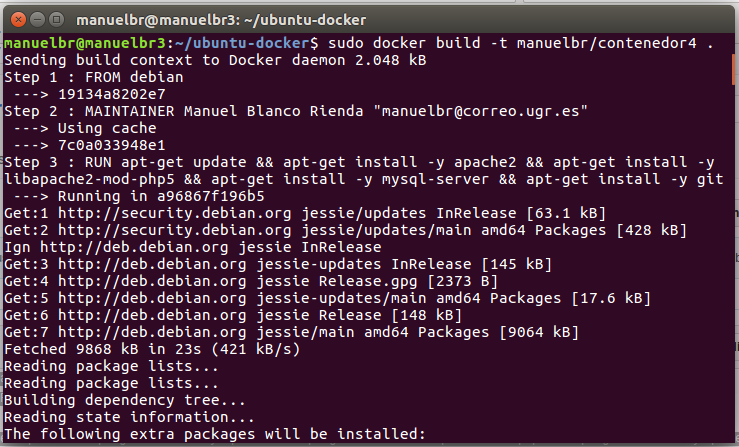 manuelbr@manuelbr3: ~/ubuntu-docker
manuelbr@manuelbr3:~/ubuntu-docker$ sudo docker build -t manuelbr/contenedor4 .
Sending build context to Docker daemon 2.048 kB
Step 1 : FROM debian
 ---> 19134a8202e7
Step 2 : MAINTAINER Manuel Blanco Rienda "manuelbr@correo.ugr.es"
 ---> Using cache
 ---> 7c0a033948e1
Step 3 : RUN apt-get update && apt-get install -y apache2 && apt-get install -y
libapache2-mod-php5 && apt-get install -y mysql-server && apt-get install -y git
 ---> Running in a96867f196b5
Get:1 http://security.debian.org jessie/updates InRelease [63.1 kB]
Get:2 http://security.debian.org jessie/updates/main amd64 Packages [428 kB]
Ign http://deb.debian.org jessie InRelease
Get:3 http://deb.debian.org jessie-updates InRelease [145 kB]
Get:4 http://deb.debian.org jessie Release.gpg [2373 B]
Get:5 http://deb.debian.org jessie-updates/main amd64 Packages [17.6 kB]
Get:6 http://deb.debian.org jessie Release [148 kB]
Get:7 http://deb.debian.org jessie/main amd64 Packages [9064 kB]
Fetched 9868 kB in 23s (421 kB/s)
Reading package lists...
Reading package lists...
Building dependency tree...
Reading state information...
The following extra packages will be installed: